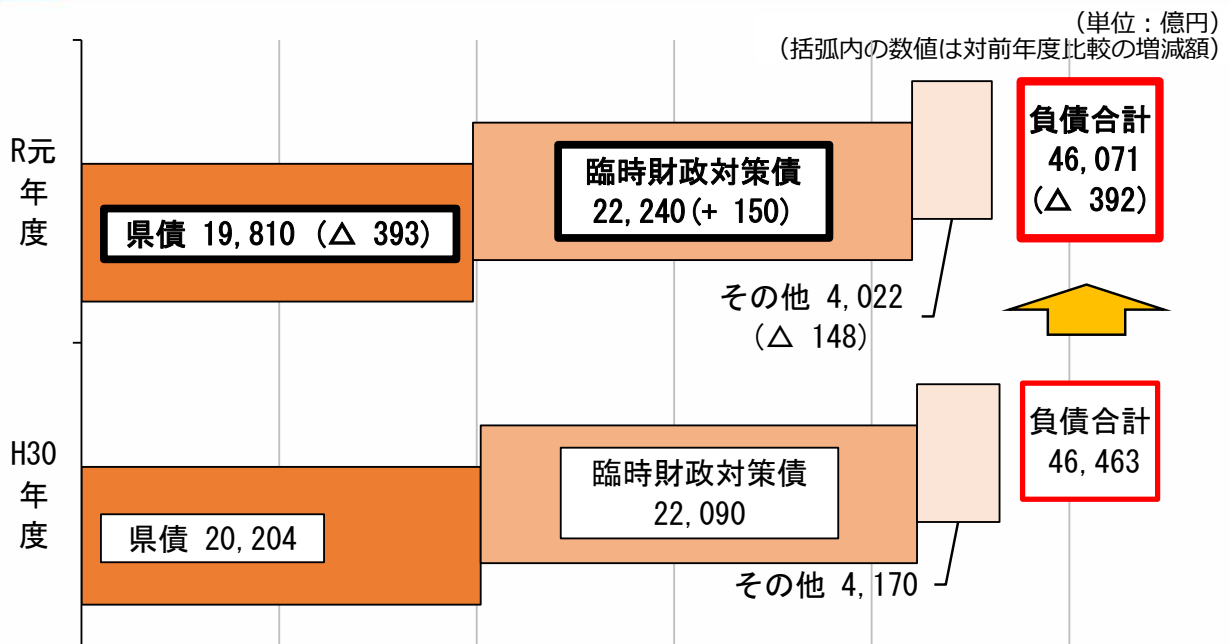 （単位：億円）
（括弧内の数値は対前年度比較の増減額）
R元
年
度
県債 19,810 (△ 393)
臨時財政対策債
22,240(+ 150)
その他 4,022
(△ 148)
負債合計
46,071
(△ 392)
H30
年
度
県債 20,204
臨時財政対策債
22,090
その他 4,170
負債合計
46,463